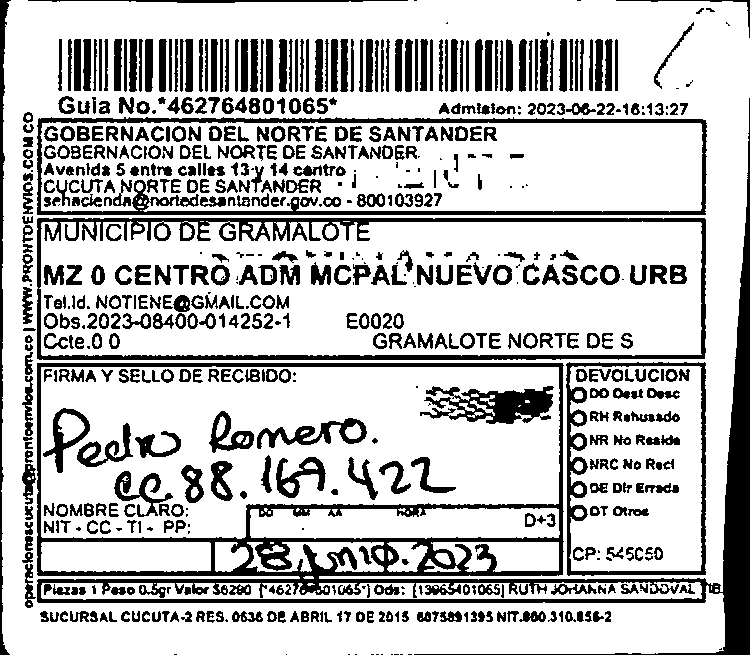 Guia No.*462764801065*
Admision: 2023-06-22-16:13:27
GOBERNACION DEL NORTE DE SANTANDER
GOBERNACION DEL NORTE DE SANTANDER
Avenida 5 entre calles 13 y 14 centro
CUCUTA NORTE DE SANTANDER
sehacienda@nortedesantander.gov.co - 800103927
MUNICIPIO DE GRAMALOTE
MZ 0 CENTRO ADM MCPAL NUEVO CASCO URB
Tel.Id. NOTIENE@GMAIL.COM
Obs.2023-08400-014252-1 E0020
Ccte.0 0 GRAMALOTE NORTE DE S
FIRMA Y SELLO DE RECIBIDO:
Pedro Romero.
CC. 88.169.422
NOMBRE CLARO:
NIT - CC - TI - PP:
DD MM AA HORA
D+3
28, junio. 2023
DEVOLUCION
DD Dest Desc
RH Rehusado
NR No Reside
NRC No Recl
DE Dir Errada
OT Otros
CP: 545050
Piezas 1 Peso 0.5gr Valor $6290 [*462764801065*] Ods: [13965401065] RUTH JOHANNA SANDOVAL TIB
SUCURSAL CUCUTA-2 RES. 0636 DE ABRIL 17 DE 2015 6075891395 NIT.860.310.856-2
operacionescucuta@prontoenvios.com.co | WWW.PRONTOENVIOS.COM.CO